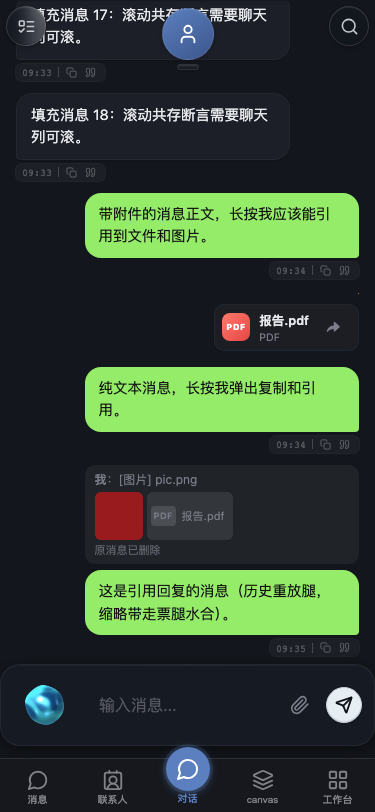 填充消息 17：滚动共存断言需要聊天
列可滚。
09:33
填充消息 18：滚动共存断言需要聊天
列可滚。
09:33
带附件的消息正文，长按我应该能引
用到文件和图片。
09:34
PDF
报告.pdf
PDF
纯文本消息，长按我弹出复制和引
用。
09:34
我：[图片] pic.png
PDF 报告.pdf
原消息已删除
这是引用回复的消息（历史重放腿，
缩略带走票腿水合）。
09:35
输入消息...
消息
联系人
对话
canvas
工作台